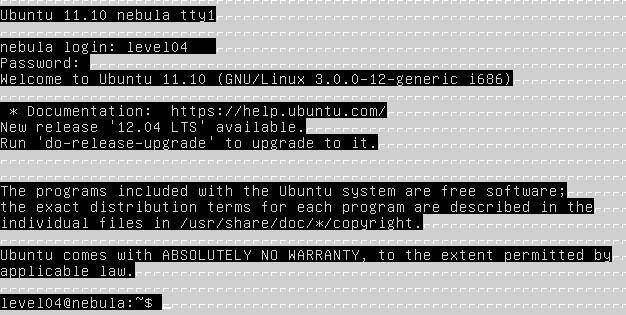 Ubuntu 11.10 nebula tty1
nebula login: level04
Password:
Welcome to Ubuntu 11.10 (GNU/Linux 3.0.0-12-generic i686)
 * Documentation:  https://help.ubuntu.com/
New release '12.04 LTS' available.
Run 'do-release-upgrade' to upgrade to it.
The programs included with the Ubuntu system are free software;
the exact distribution terms for each program are described in the
individual files in /usr/share/doc/*/copyright.
Ubuntu comes with ABSOLUTELY NO WARRANTY, to the extent permitted by
applicable law.
level04@nebula:~$ _